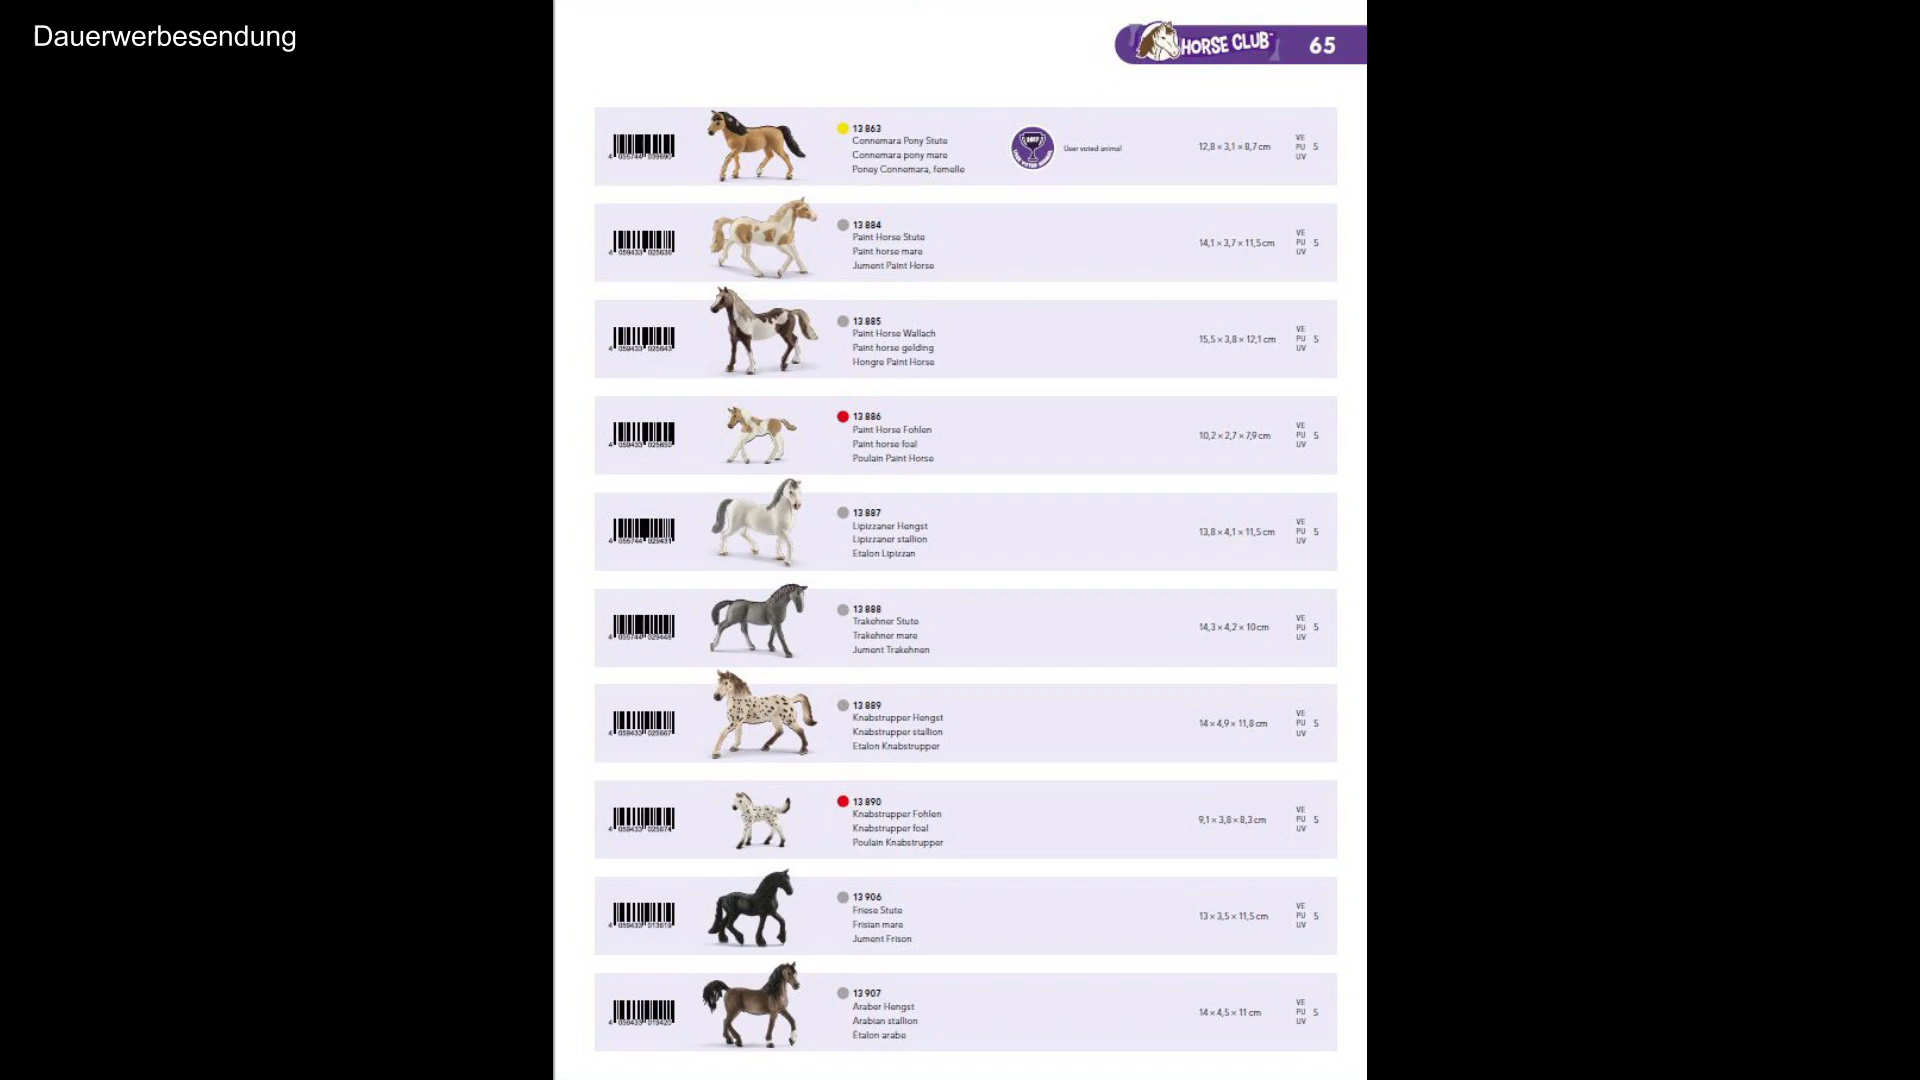 Dauerwerbesendung
HORSE CLUB™ 65
13 863
Connemara Pony Stute
Connemara pony mare
Poney Connemara, femelle
2017
User voted animal
12,8 × 3,1 × 8,7 cm
VE
PU 5
UV
13 884
Paint Horse Stute
Paint horse mare
Jument Paint Horse
14,1 × 3,7 × 11,5 cm
VE
PU 5
UV
13 885
Paint Horse Wallach
Paint horse gelding
Hongre Paint Horse
15,5 × 3,8 × 12,1 cm
VE
PU 5
UV
13 886
Paint Horse Fohlen
Paint horse foal
Poulain Paint Horse
10,2 × 2,7 × 7,9 cm
VE
PU 5
UV
13 887
Lipizzaner Hengst
Lipizzaner stallion
Etalon Lipizzan
13,8 × 4,1 × 11,5 cm
VE
PU 5
UV
13 888
Trakehner Stute
Trakehner mare
Jument Trakehnen
14,3 × 4,2 × 10 cm
VE
PU 5
UV
13 889
Knabstrupper Hengst
Knabstrupper stallion
Etalon Knabstrupper
14 × 4,9 × 11,8 cm
VE
PU 5
UV
13 890
Knabstrupper Fohlen
Knabstrupper foal
Poulain Knabstrupper
9,1 × 3,8 × 8,3 cm
VE
PU 5
UV
13 906
Friese Stute
Frisian mare
Jument Frison
13 × 3,5 × 11,5 cm
VE
PU 5
UV
13 907
Araber Hengst
Arabian stallion
Étalon arabe
14 × 4,5 × 11 cm
VE
PU 5
UV